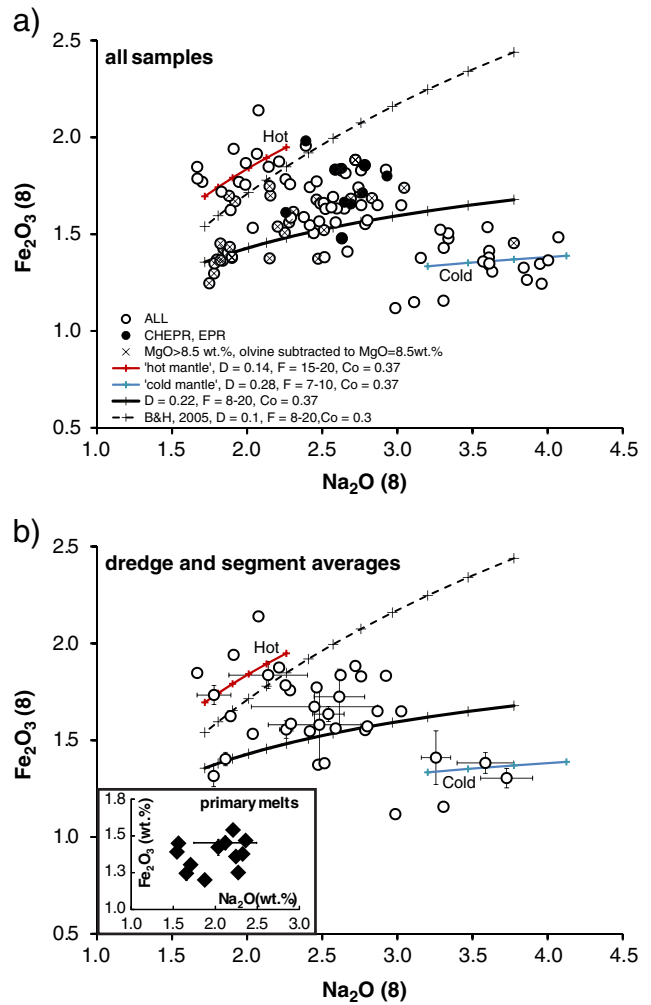 a)
all samples
2.5
2.0
1.5
1.0
0.5
Fe2O3 (8)
Hot
Cold
ALL
CHEPR, EPR
MgO>8.5 wt.%, olvine subtracted to MgO=8.5wt.%
'hot mantle', D = 0.14, F = 15-20, Co = 0.37
'cold mantle', D = 0.28, F = 7-10, Co = 0.37
D = 0.22, F = 8-20, Co = 0.37
B&H, 2005, D = 0.1, F = 8-20,Co = 0.3
1.0 1.5 2.0 2.5 3.0 3.5 4.0 4.5
Na2O (8)
b)
dredge and segment averages
2.5
2.0
1.5
1.0
0.5
Fe2O3 (8)
Hot
Cold
primary melts
1.8
1.3
1.0
Fe2O3 (wt.%)
Na2O(wt.%)
1.0 1.5 2.0 2.5 3.0
1.0 1.5 2.0 2.5 3.0 3.5 4.0 4.5
Na2O (8)